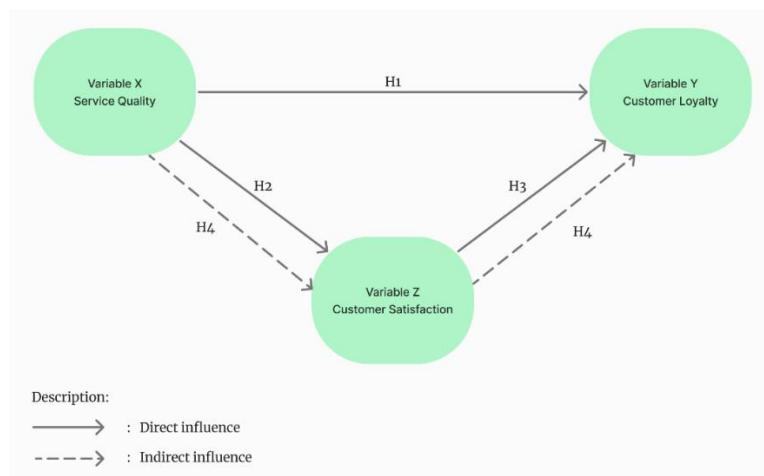 Variable X
Service Quality
H1
Variable Y
Customer Loyalty
H2
H3
H4
H4
Variable Z
Customer Satisfaction
Description:
: Direct influence
: Indirect influence